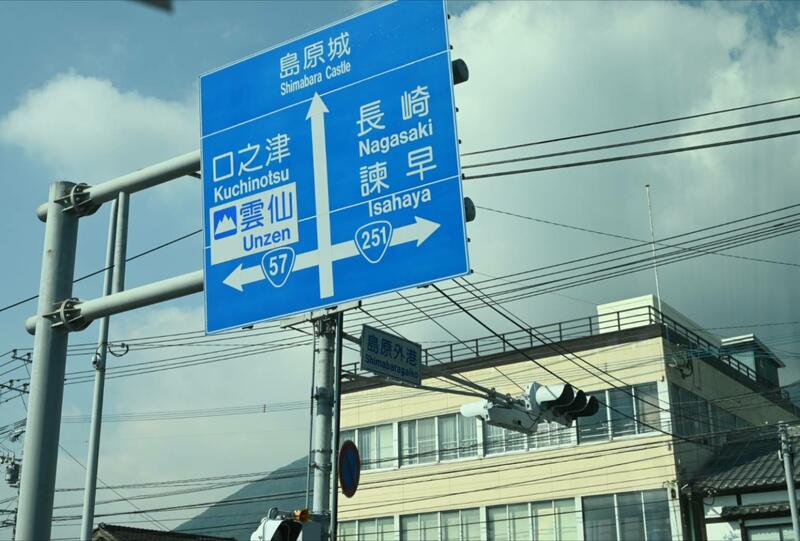 島原城
Shimabara Castle
口之津
Kuchinotsu
雲仙
Unzen
57
長崎
Nagasaki
諫早
Isahaya
251
島原外港
Shimabaragaiko